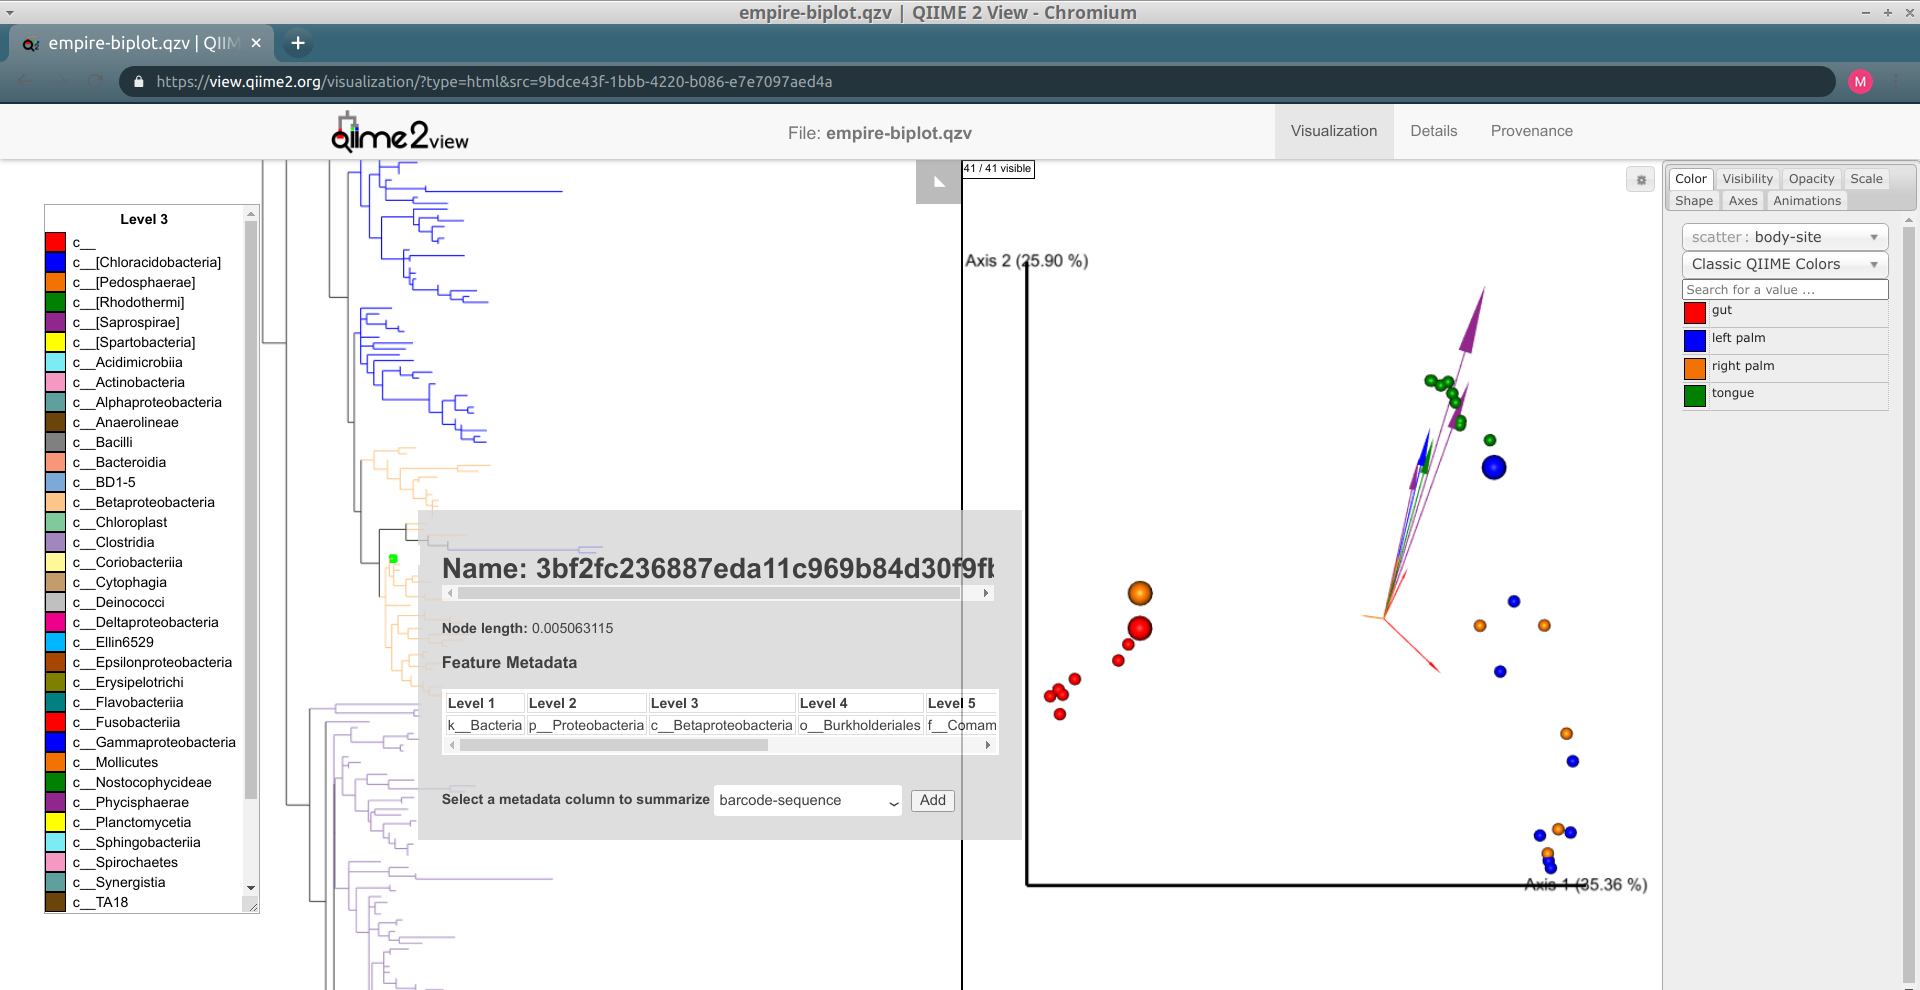 empire-biplot.qzv | QIIME 2 View - Chromium
empire-biplot.qzv | QIIM
https://view.qiime2.org/visualization/?type=html&src=9bdce43f-1bbb-4220-b086-e7e7097aed4a
M
qiime2view
File: empire-biplot.qzv
Visualization
Details
Provenance
Level 3
c__
c__[Chloracidobacteria]
c__[Pedosphaerae]
c__[Rhodothermi]
c__[Saprospirae]
c__[Spartobacteria]
c__Acidimicrobiia
c__Actinobacteria
c__Alphaproteobacteria
c__Anaerolineae
c__Bacilli
c__Bacteroidia
c__BD1-5
c__Betaproteobacteria
c__Chloroplast
c__Clostridia
c__Coriobacteriia
c__Cytophagia
c__Deinococci
c__Deltaproteobacteria
c__Ellin6529
c__Epsilonproteobacteria
c__Erysipelotrichi
c__Flavobacteriia
c__Fusobacteriia
c__Gammaproteobacteria
c__Mollicutes
c__Nostocophycideae
c__Phycisphaerae
c__Planctomycetia
c__Sphingobacteriia
c__Spirochaetes
c__Synergistia
c__TA18
Name: 3bf2fc236887eda11c969b84d30f9fb
Node length: 0.005063115
Feature Metadata
Level 1 Level 2 Level 3 Level 4 Level 5
k__Bacteria p__Proteobacteria c__Betaproteobacteria o__Burkholderiales f__Comam
Select a metadata column to summarize barcode-sequence Add
41 / 41 visible
Axis 2 (25.90 %)
Axis 1 (35.36 %)
Color Visibility Opacity Scale
Shape Axes Animations
scatter: body-site
Classic QIIME Colors
Search for a value ...
gut
left palm
right palm
tongue